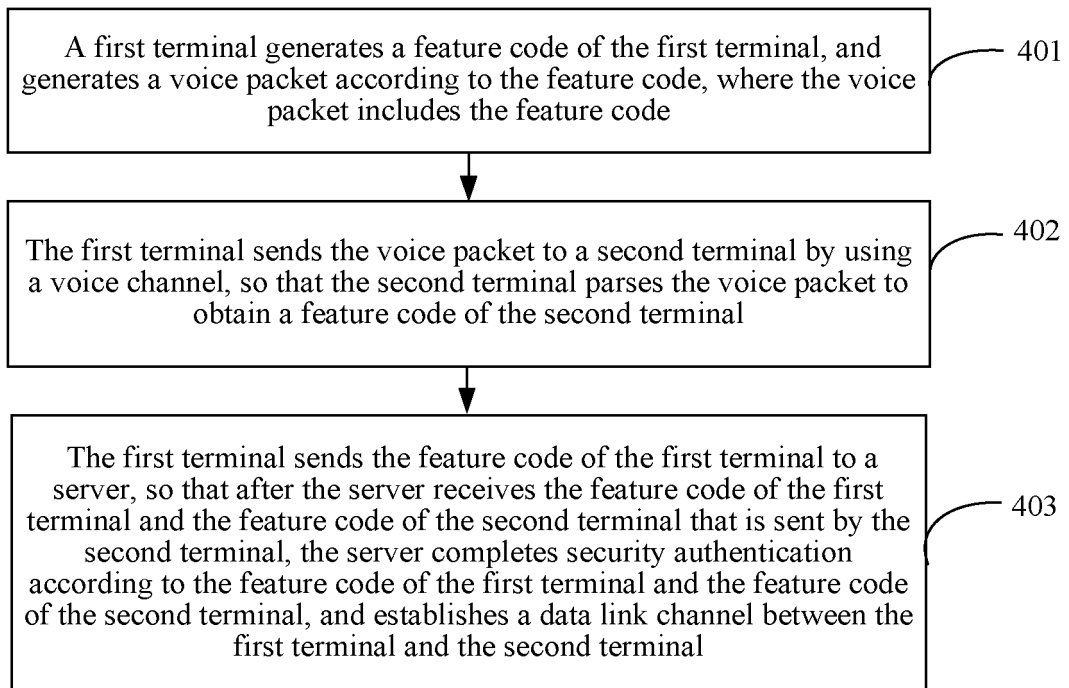 A first terminal generates a feature code of the first terminal, and
generates a voice packet according to the feature code, where the voice
packet includes the feature code
401
The first terminal sends the voice packet to a second terminal by using
a voice channel, so that the second terminal parses the voice packet to
obtain a feature code of the second terminal
402
The first terminal sends the feature code of the first terminal to a
server, so that after the server receives the feature code of the first
terminal and the feature code of the second terminal that is sent by the
second terminal, the server completes security authentication
according to the feature code of the first terminal and the feature code
of the second terminal, and establishes a data link channel between the
first terminal and the second terminal
403